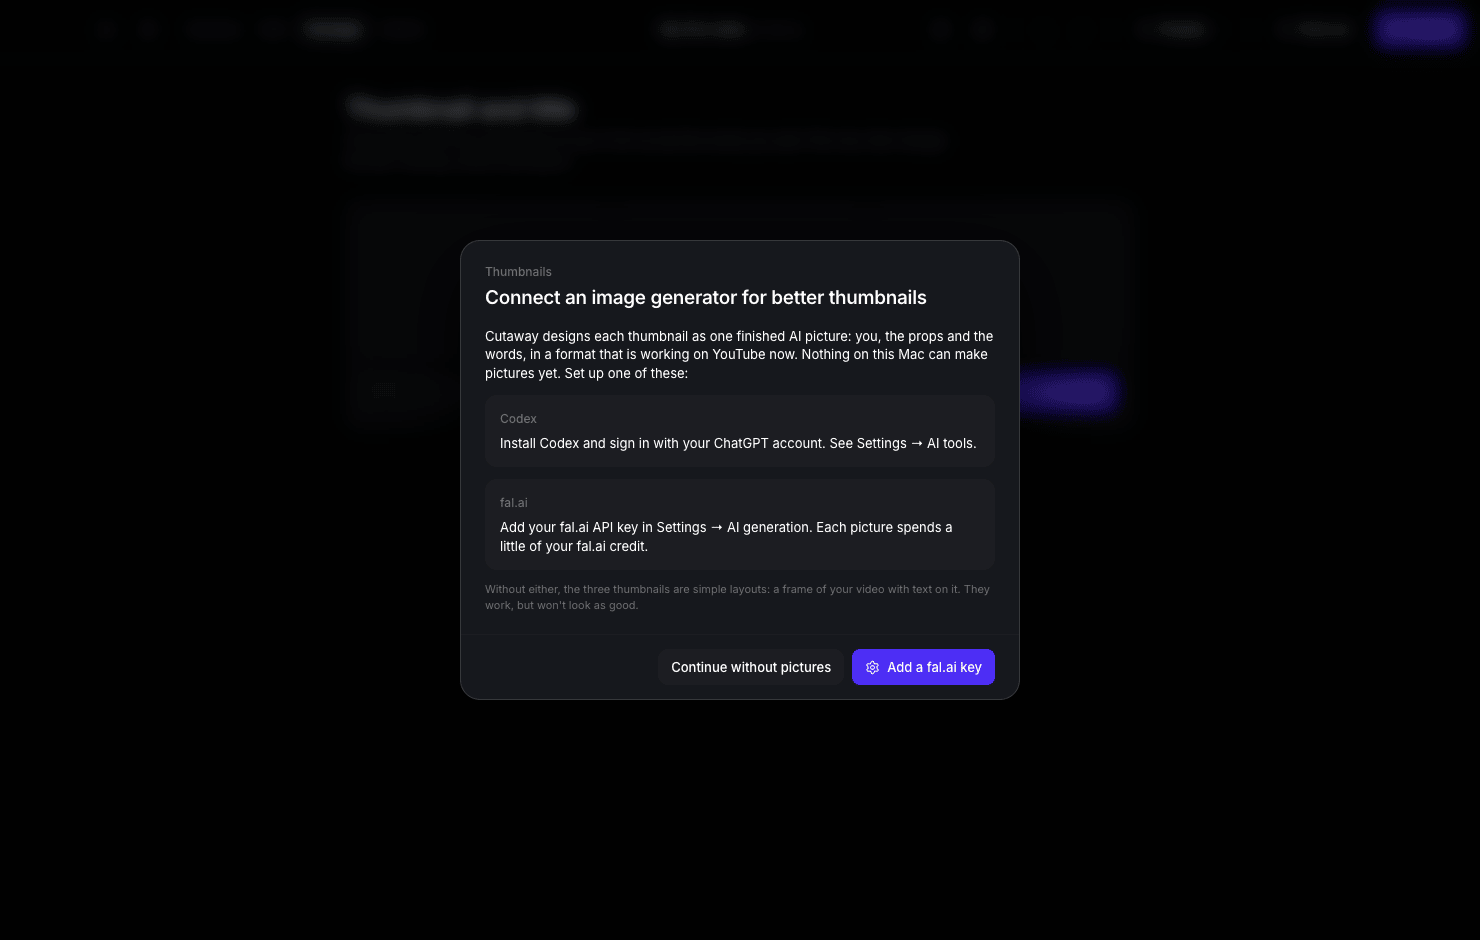 Thumbnails
Connect an image generator for better thumbnails
Cutaway designs each thumbnail as one finished AI picture: you, the props and the
words, in a format that is working on YouTube now. Nothing on this Mac can make
pictures yet. Set up one of these:
Codex
Install Codex and sign in with your ChatGPT account. See Settings → AI tools.
fal.ai
Add your fal.ai API key in Settings → AI generation. Each picture spends a
little of your fal.ai credit.
Without either, the three thumbnails are simple layouts: a frame of your video with text on it. They
work, but won't look as good.
Continue without pictures
Add a fal.ai key